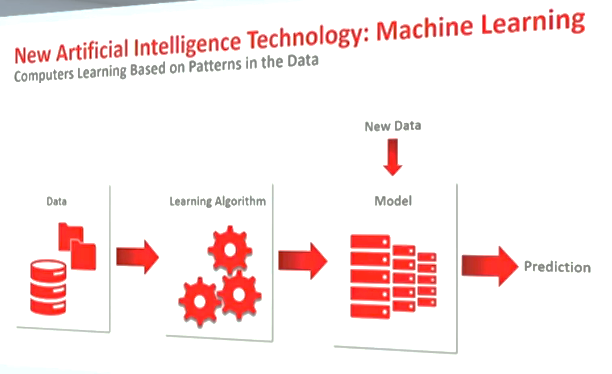 New Artificial Intelligence Technology: Machine Learning
Computers Learning Based on Patterns in the Data
New Data
Data
Learning Algorithm
Model
Prediction